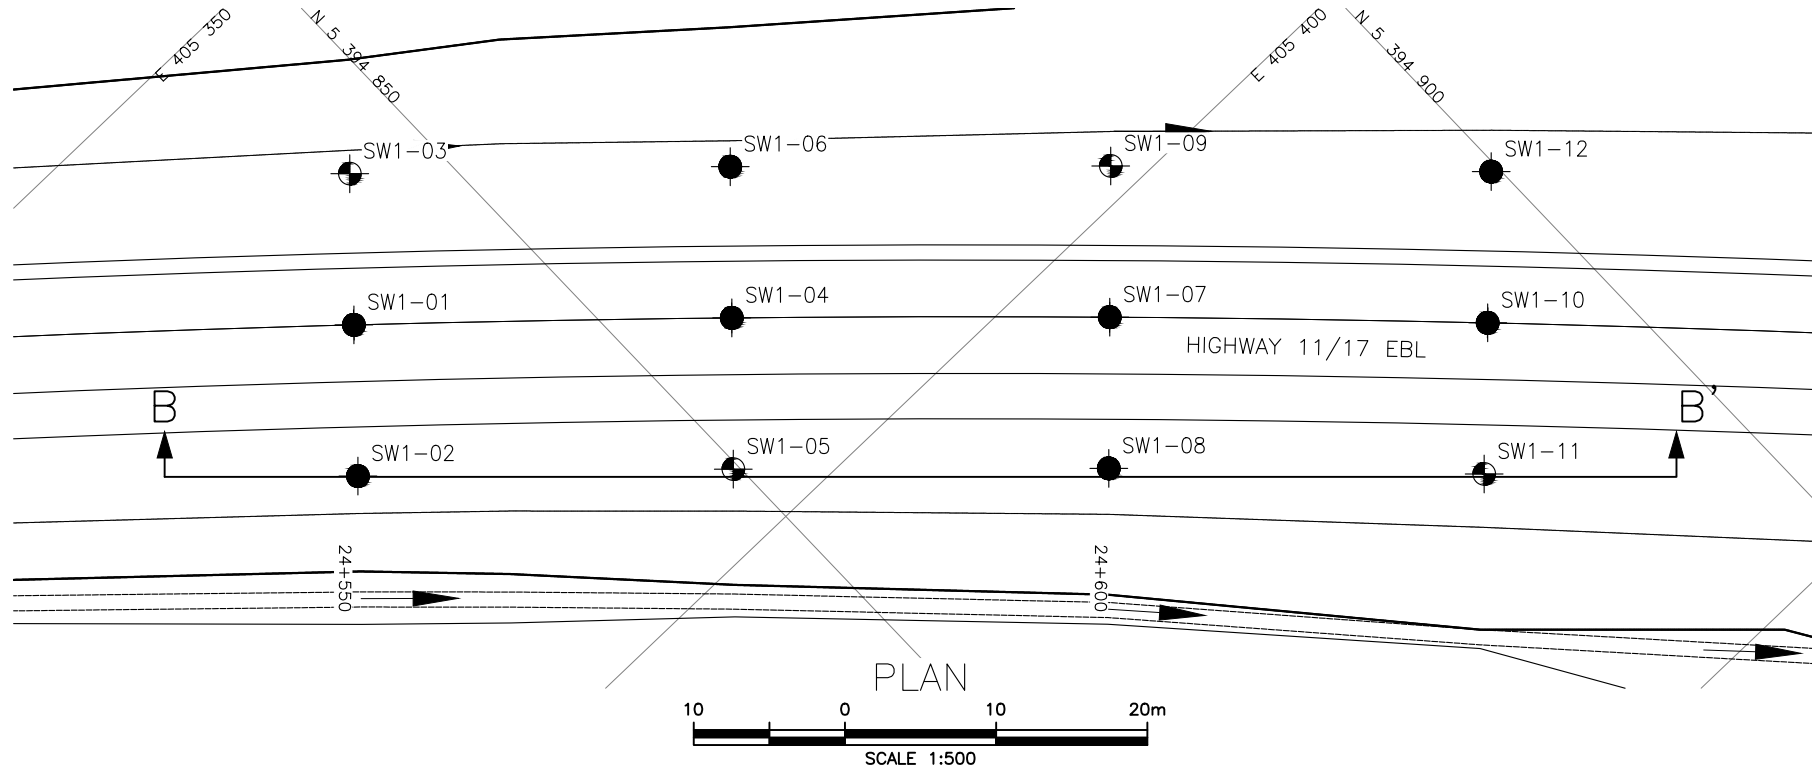 E 405 350
N 5 394 850
E 405 400
N 5 394 900
SW1-03
SW1-06
SW1-09
SW1-12
SW1-01
SW1-04
SW1-07
SW1-10
HIGHWAY 11/17 EBL
B
B'
SW1-02
SW1-05
SW1-08
SW1-11
24+550
24+600
PLAN
10 0 10 20m
SCALE 1:500